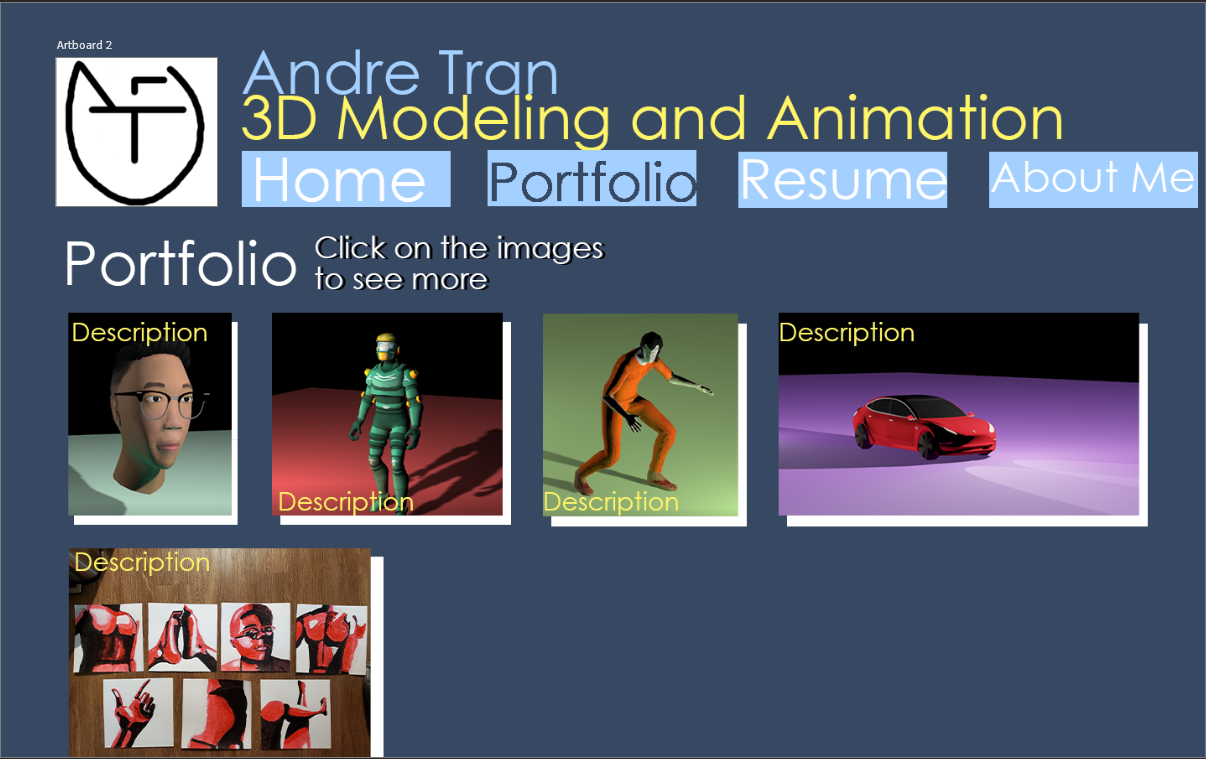 Artboard 2
Andre Tran
3D Modeling and Animation
Home
Portfolio
Resume
About Me
Portfolio
Click on the images
to see more
Description
Description
Description
Description
Description